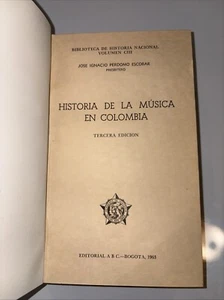 BIBLIOTECA DE HISTORIA NACIONAL
VOLUMEN CIII
JOSE IGNACIO PERDOMO ESCOBAR
PRESBITERO
HISTORIA DE LA MÚSICA
EN COLOMBIA
TERCERA EDICION
EDITORIAL A B C.—BOGOTA, 1963